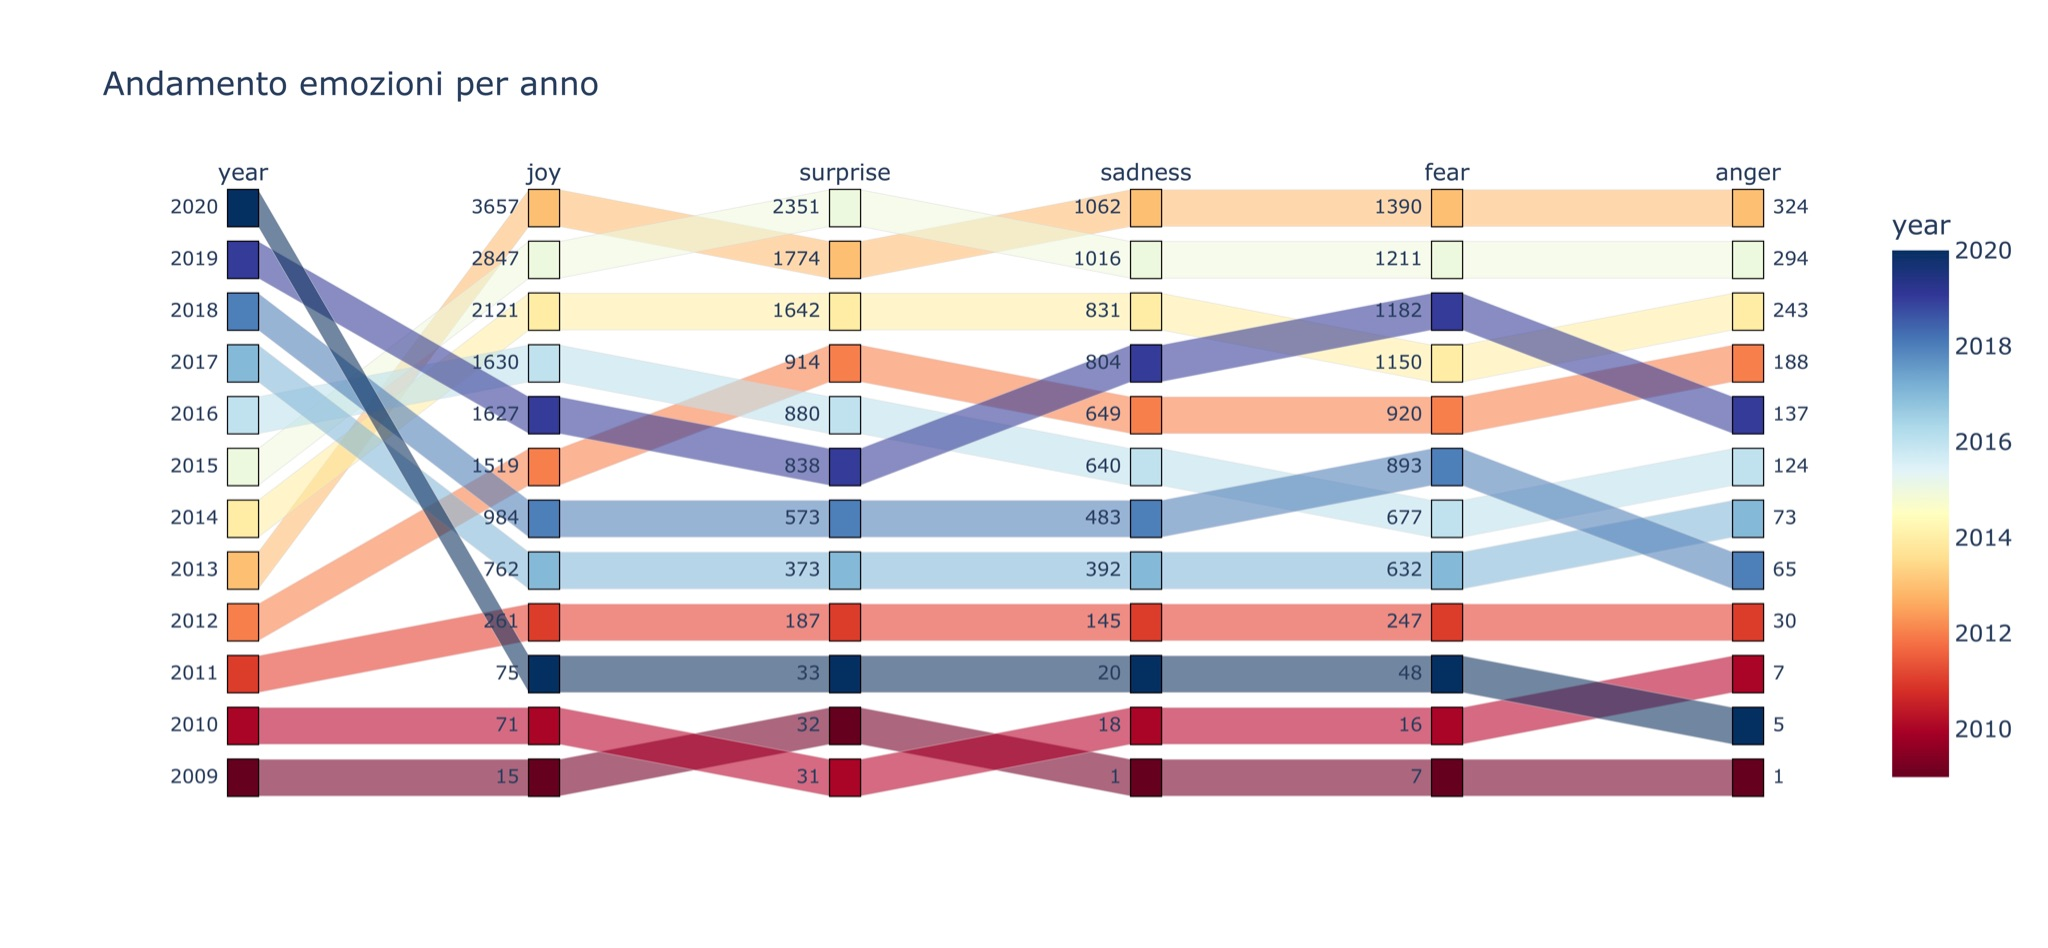 Andamento emozioni per anno
year joy surprise sadness fear anger
2020 3657 2351 1062 1390 324
2019 2847 1774 1016 1211 294
2018 2121 1642 831 1182 243
2017 1630 914 804 1150 188
2016 1627 880 649 920 137
2015 1519 838 640 893 124
2014 984 573 483 677 73
2013 762 373 392 632 65
2012 261 187 145 247 30
2011 75 33 20 48 7
2010 71 32 18 16 5
2009 15 31 1 7 1
year
2020
2018
2016
2014
2012
2010